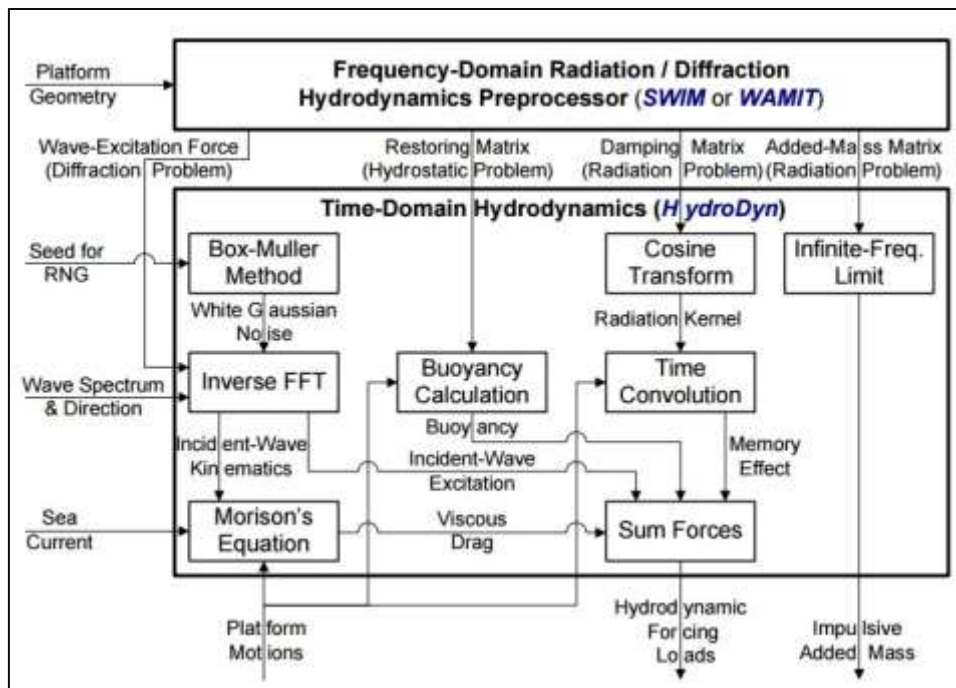 Frequency-Domain Radiation / Diffraction
Hydrodynamics Preprocessor (SWIM or WAMIT)
Platform
Geometry
Wave-Excitation Force
(Diffraction Problem)
Restoring Matrix
(Hydrostatic Problem)
Damping Matrix
(Radiation Problem)
Added-Mass Matrix
(Radiation Problem)
Time-Domain Hydrodynamics (HydroDyn)
Seed for
RNG
Box-Muller
Method
Cosine
Transform
Infinite-Freq.
Limit
White Gaussian
Noise
Radiation Kernel
Wave Spectrum
& Direction
Inverse FFT
Buoyancy
Calculation
Time
Convolution
Incident-Wave
Kinematics
Buoyancy
Incident-Wave
Excitation
Memory
Effect
Sea
Current
Morison's
Equation
Viscous
Drag
Sum Forces
Platform
Motions
Hydrodynamic
Forcing
Loads
Impulsive
Added Mass